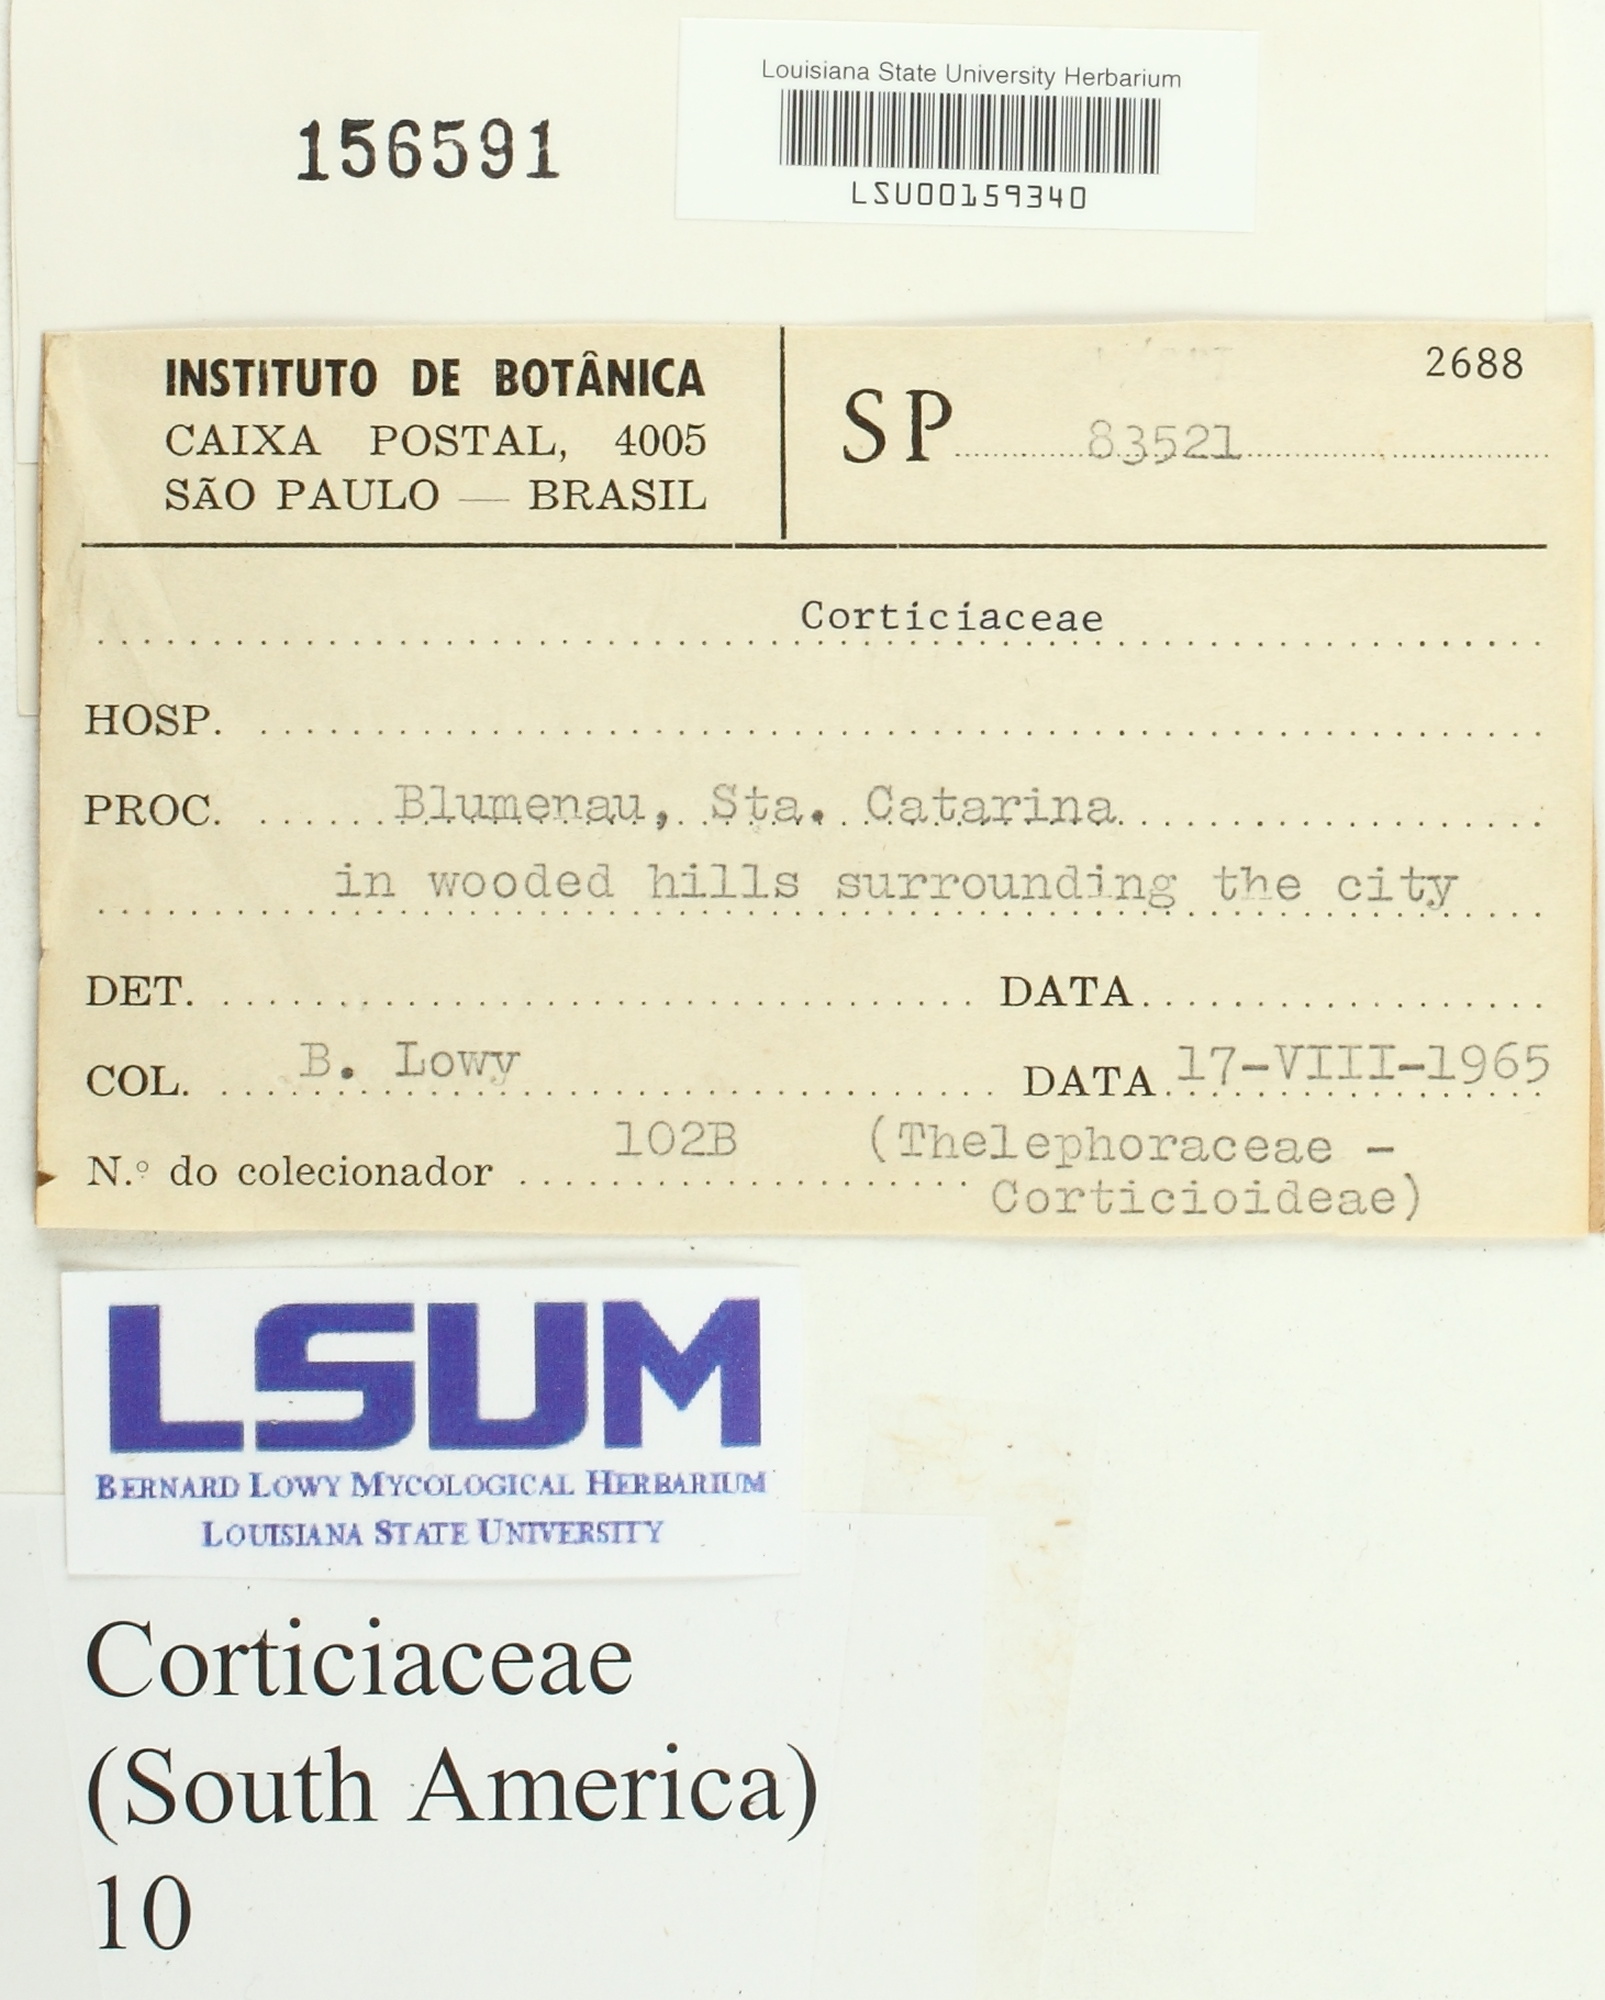 Louisiana State University Herbarium
156591
LSU00159340
INSTITUTO DE BOTÂNICA
CAIXA POSTAL, 4005
SÃO PAULO — BRASIL
2688
SP 83521
Corticiaceae
HOSP.
PROC. Blumenau, Sta. Catarina
in wooded hills surrounding the city
DET. DATA
COL. B. Lowy DATA 17-VIII-1965
N.º do colecionador 102B (Thelephoraceae -
Corticioideae)
LSUM
BERNARD LOWY MYCOLOGICAL HERBARIUM
LOUISIANA STATE UNIVERSITY
Corticiaceae
(South America)
10